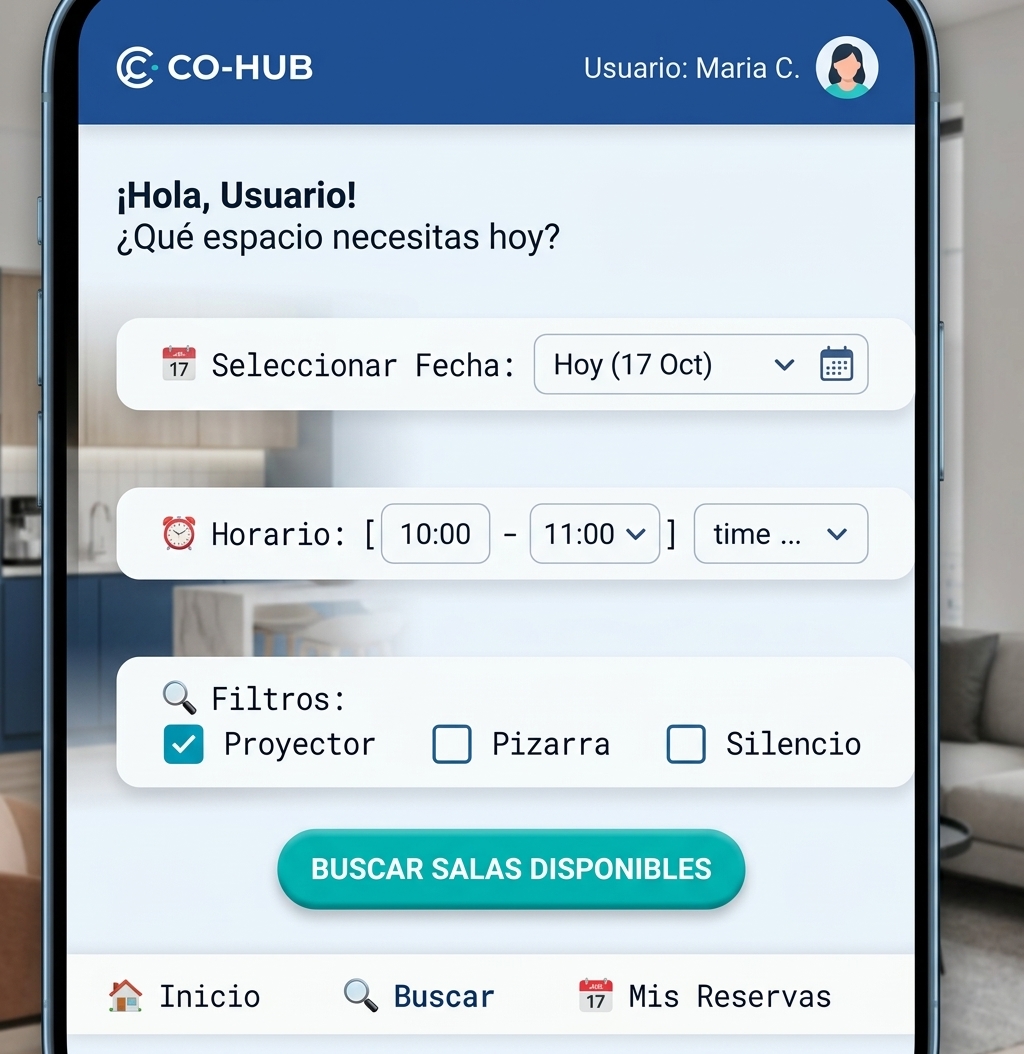 CO-HUB
Usuario: Maria C.
¡Hola, Usuario!
¿Qué espacio necesitas hoy?
17 Seleccionar Fecha: Hoy (17 Oct)
Horario: [ 10:00 - 11:00 ] time ...
Filtros:
Proyector Pizarra Silencio
BUSCAR SALAS DISPONIBLES
Inicio Buscar 17 Mis Reservas